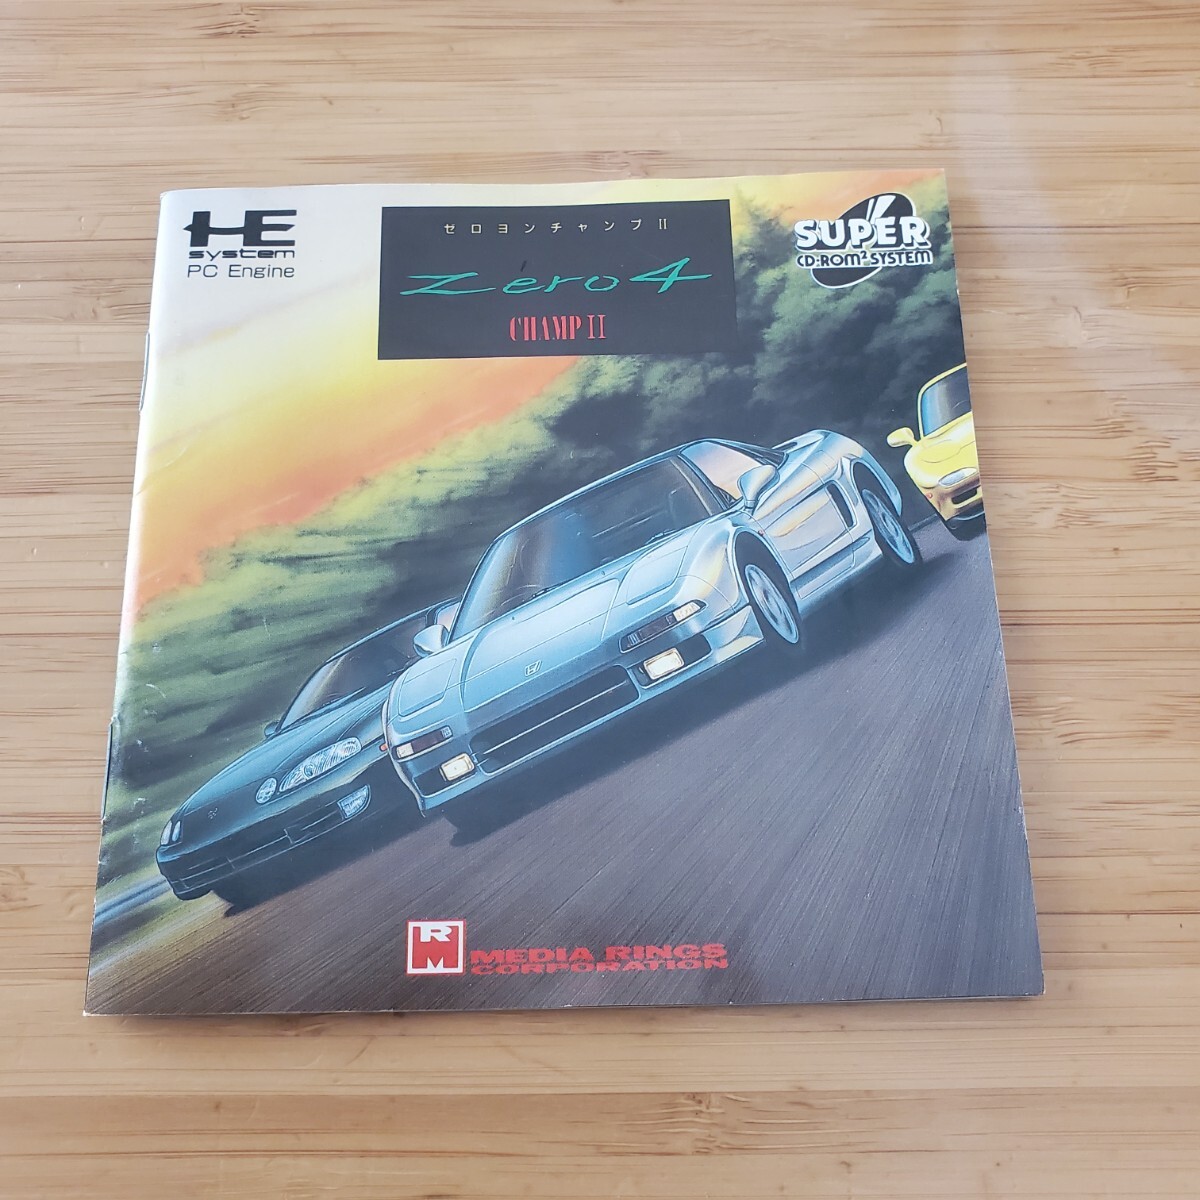 HE
system
PC Engine
ゼロヨンチャンプII
Zero4
CHAMP II
SUPER
CD-ROM² SYSTEM
RM
MEDIA RINGS
CORPORATION